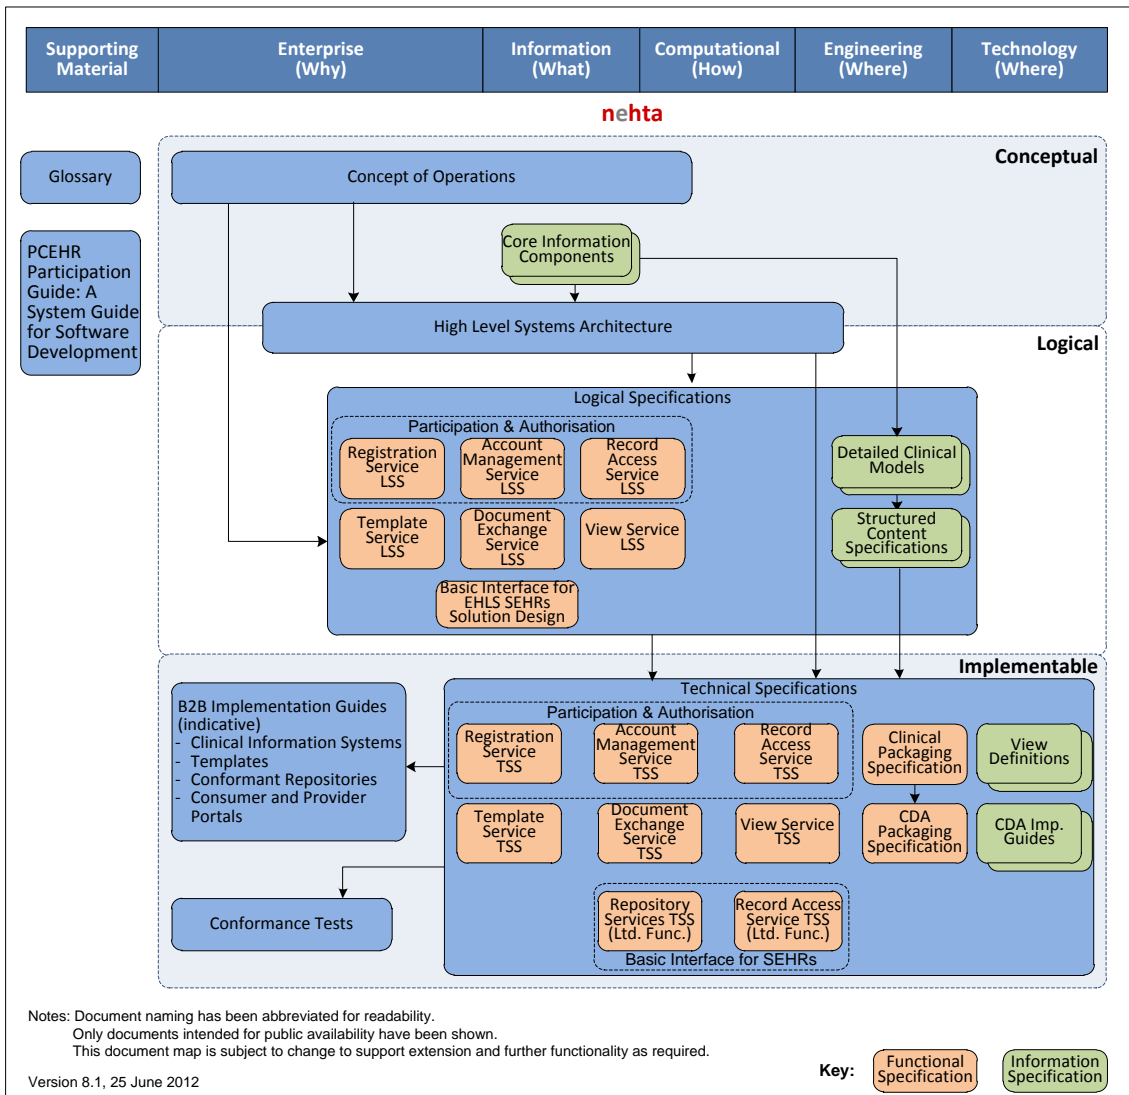 Supporting
Material
Enterprise
(Why)
Information
(What)
Computational
(How)
Engineering
(Where)
Technology
(Where)
nehta
Conceptual
Glossary
Concept of Operations
PCEHR
Participation
Guide: A
System Guide
for Software
Development
Core Information
Components
High Level Systems Architecture
Logical
Logical Specifications
Participation & Authorisation
Registration
Service
LSS
Account
Management
Service
LSS
Record
Access
Service
LSS
Detailed Clinical
Models
Template
Service
LSS
Document
Exchange
Service
LSS
View Service
LSS
Structured
Content
Specifications
Basic Interface for
EHLS SEHRs
Solution Design
Implementable
Technical Specifications
B2B Implementation Guides
(indicative)
- Clinical Information Systems
- Templates
- Conformant Repositories
- Consumer and Provider
Portals
Participation & Authorisation
Registration
Service
TSS
Account
Management
Service
TSS
Record
Access
Service
TSS
Clinical
Packaging
Specification
View
Definitions
Template
Service
TSS
Document
Exchange
Service
TSS
View Service
TSS
CDA
Packaging
Specification
CDA Imp.
Guides
Conformance Tests
Repository
Services TSS
(Ltd. Func.)
Record Access
Service TSS
(Ltd. Func.)
Basic Interface for SEHRs
Notes: Document naming has been abbreviated for readability.
Only documents intended for public availability have been shown.
This document map is subject to change to support extension and further functionality as required.
Version 8.1, 25 June 2012
Key:
Functional
Specification
Information
Specification